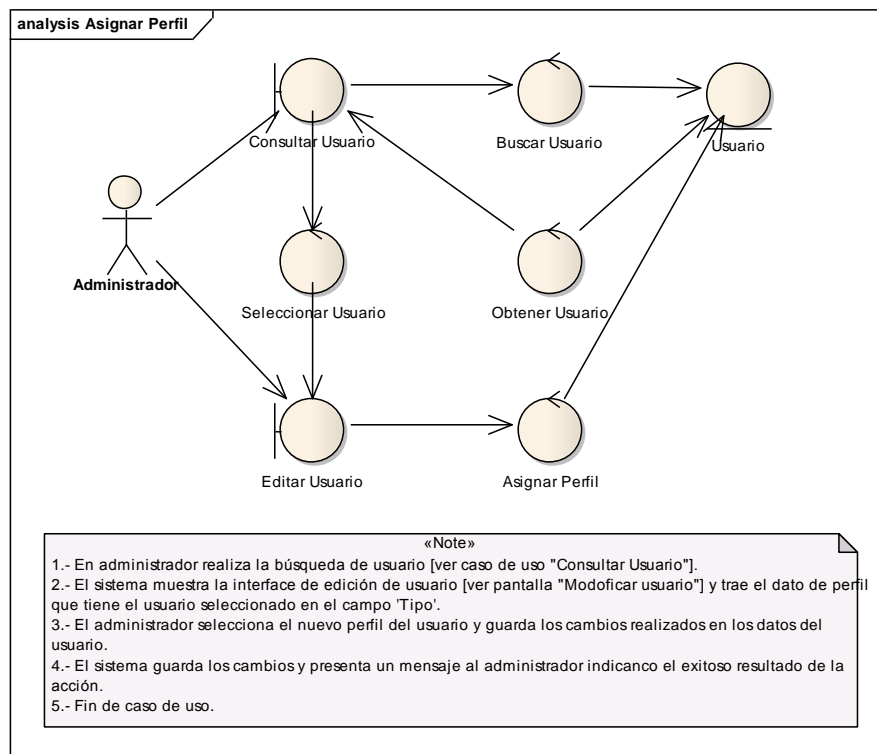 analysis Asignar Perfil
Consultar Usuario
Buscar Usuario
Usuario
Administrador
Seleccionar Usuario
Obtener Usuario
Editar Usuario
Asignar Perfil
«Note»
1.- En administrador realiza la búsqueda de usuario [ver caso de uso "Consultar Usuario"].
2.- El sistema muestra la interface de edición de usuario [ver pantalla "Modoficar usuario"] y trae el dato de perfil
que tiene el usuario seleccionado en el campo 'Tipo'.
3.- El administrador selecciona el nuevo perfil del usuario y guarda los cambios realizados en los datos del
usuario.
4.- El sistema guarda los cambios y presenta un mensaje al administrador indicanco el exitoso resultado de la
acción.
5.- Fin de caso de uso.